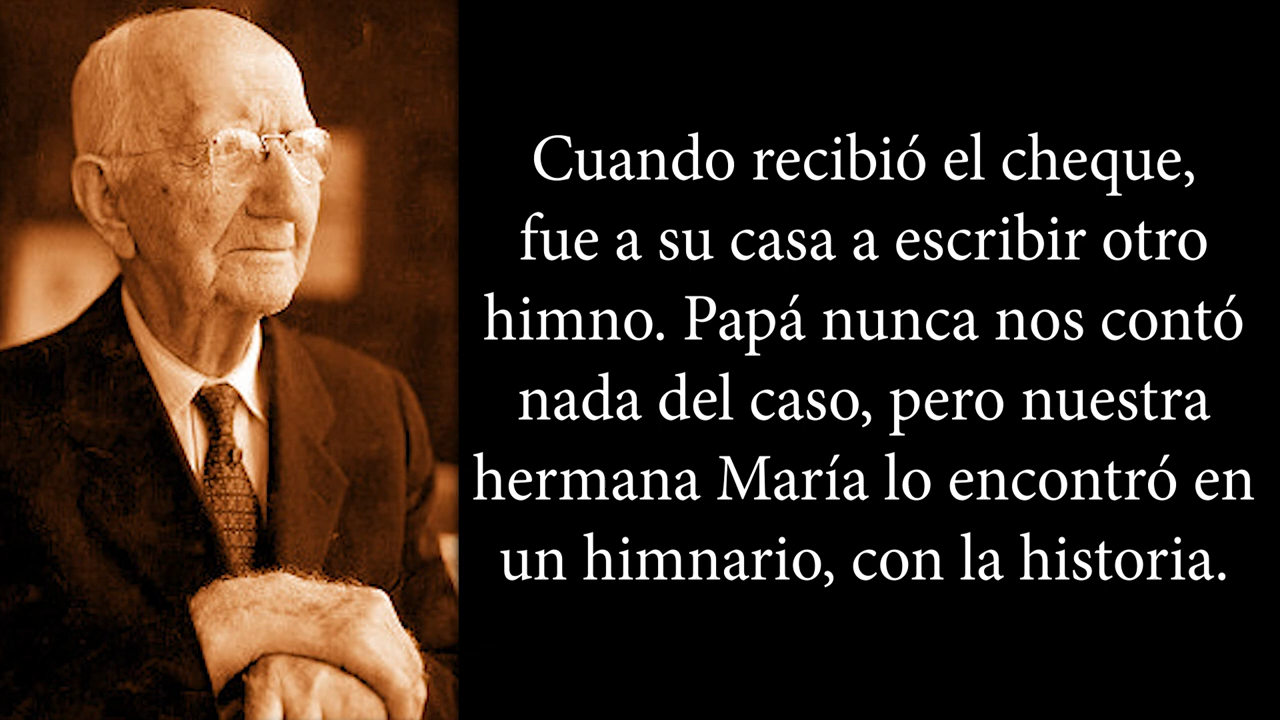 Cuando recibió el cheque,
fue a su casa a escribir otro
himno. Papá nunca nos contó
nada del caso, pero nuestra
hermana María lo encontró en
un himnario, con la historia.